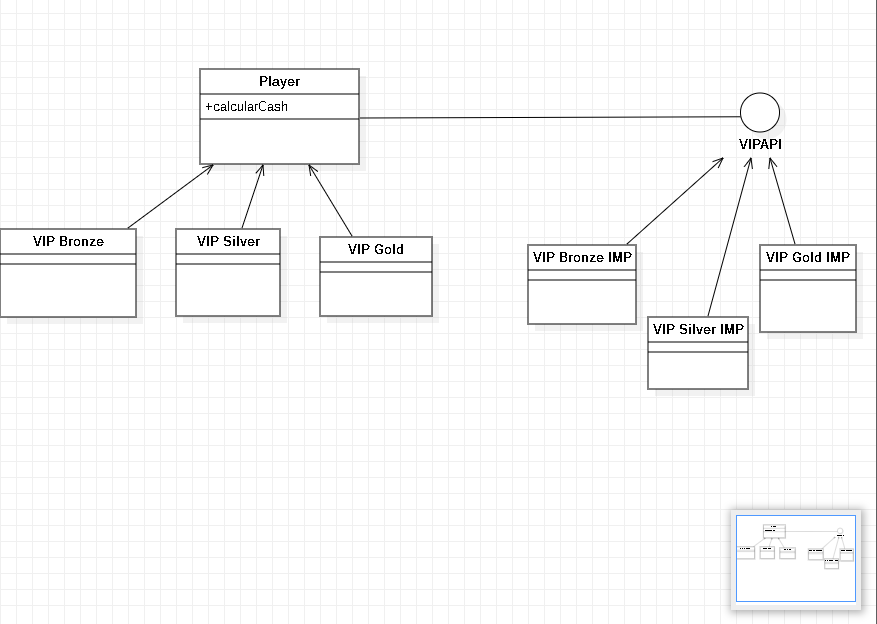 Player
+calcularCash
VIPAPI
VIP Bronze
VIP Silver
VIP Gold
VIP Bronze IMP
VIP Gold IMP
VIP Silver IMP